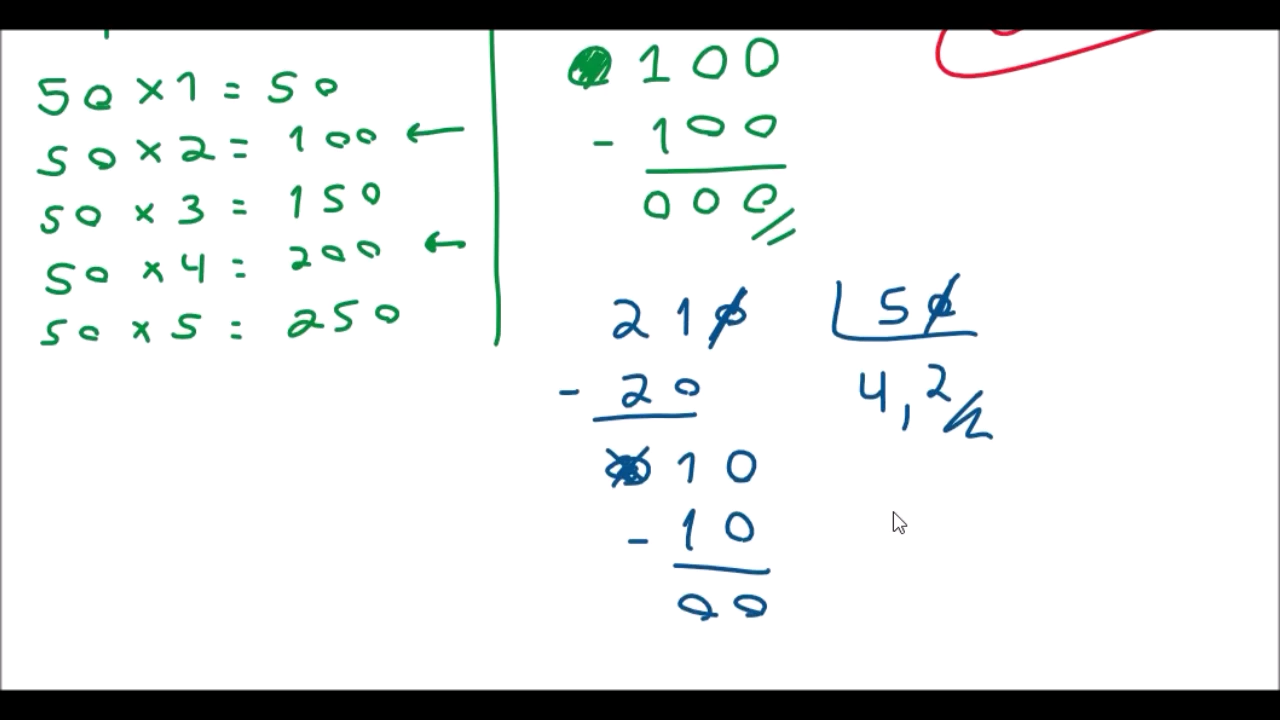 50 × 1 = 50
50 × 2 = 100 ←
50 × 3 = 150
50 × 4 = 200 ←
50 × 5 = 250
100
- 100
000
210 50
- 20 4,2
10
- 10
00